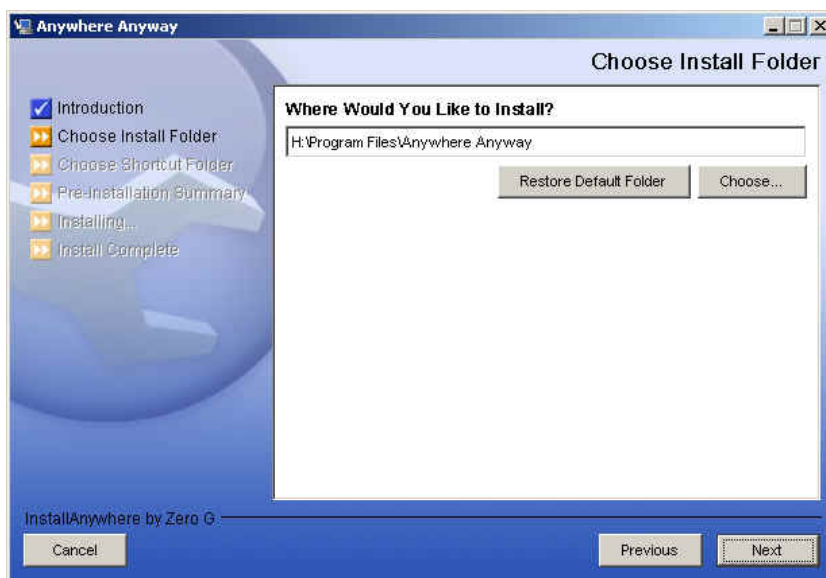 Anywhere Anyway
Choose Install Folder
Introduction
Choose Install Folder
Choose Shortcut Folder
Pre-Installation Summary
Installing...
Install Complete
Where Would You Like to Install?
H:\Program Files\Anywhere Anyway
Restore Default Folder
Choose...
InstallAnywhere by Zero G
Cancel
Previous
Next